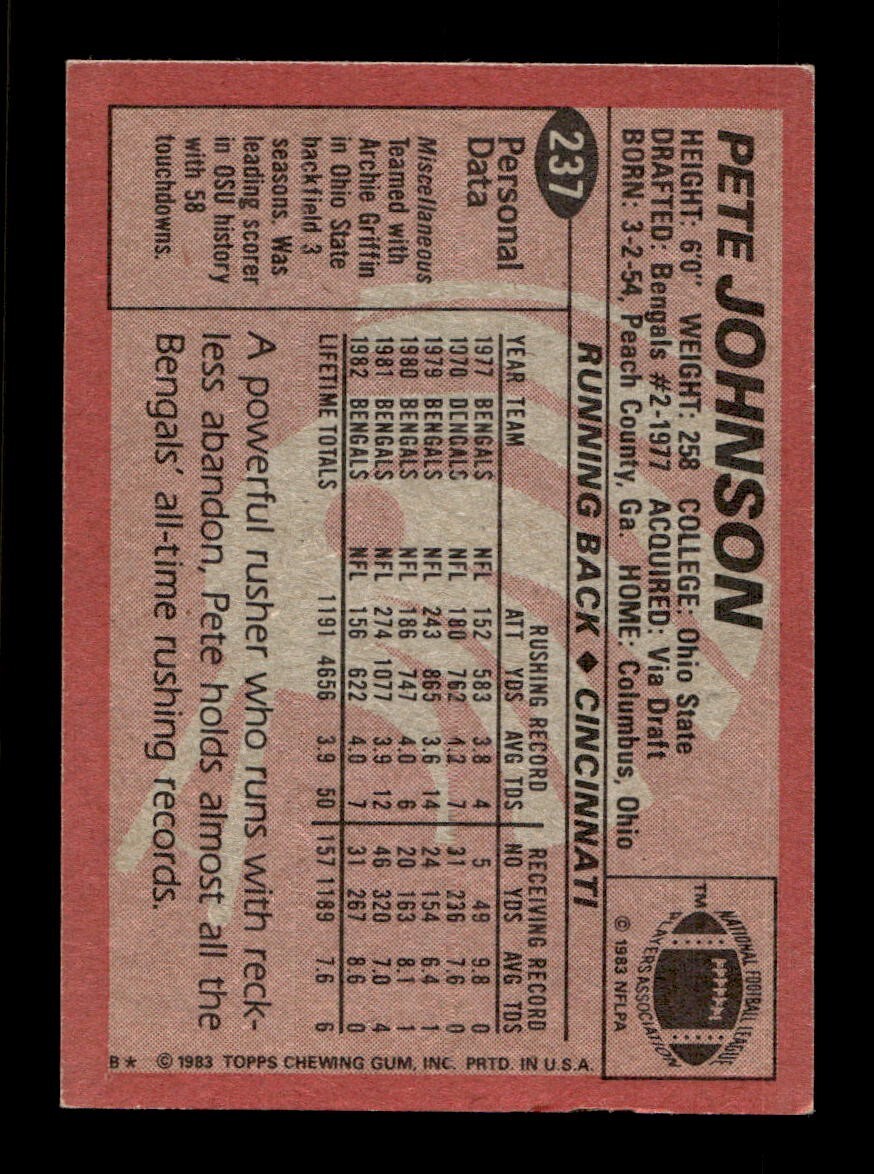 PETE JOHNSON
HEIGHT: 6'0" WEIGHT: 258 COLLEGE: Ohio State
DRAFTED: Bengals #2-1977 ACQUIRED: Via Draft
BORN: 3-2-54, Peach County, Ga. HOME: Columbus, Ohio
NATIONAL FOOTBALL LEAGUE
PLAYERS ASSOCIATION
TM
© 1983 NFLPA
237
RUNNING BACK ♦ CINCINNATI
Personal
Data
Miscellaneous
Teamed with
Archie Griffin
in Ohio State
backfield 3
seasons. Was
leading scorer
in OSU history
with 58
touchdowns.
RUSHING RECORD RECEIVING RECORD
YEAR TEAM ATT YDS AVG TDS NO YDS AVG TDS
1977 BENGALS NFL 152 583 3.8 4 5 49 9.8 0
1978 BENGALS NFL 180 762 4.2 7 31 236 7.6 0
1979 BENGALS NFL 243 865 3.6 14 24 154 6.4 1
1980 BENGALS NFL 186 747 4.0 6 20 163 8.1 1
1981 BENGALS NFL 274 1077 3.9 12 46 320 7.0 4
1982 BENGALS NFL 156 622 4.0 7 31 267 8.6 0
LIFETIME TOTALS 1191 4656 3.9 50 157 1189 7.6 6
A powerful rusher who runs with reck-
less abandon, Pete holds almost all the
Bengals' all-time rushing records.
B* © 1983 TOPPS CHEWING GUM, INC. PRTD. IN U.S.A.